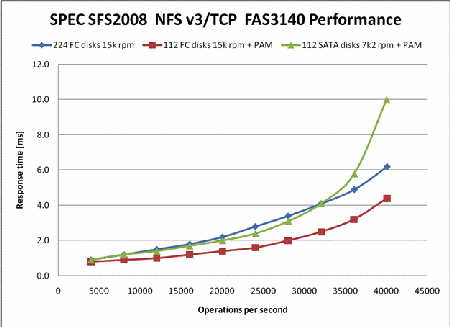 SPEC SFS2008 NFS v3/TCP FAS3140 Performance
224 FC disks 15k rpm 112 FC disks 15k rpm + PAM 112 SATA disks 7k2 rpm + PAM
12.0
10.0
8.0
6.0
4.0
2.0
0.0
Response time [ms]
0 5000 10000 15000 20000 25000 30000 35000 40000 45000
Operations per second